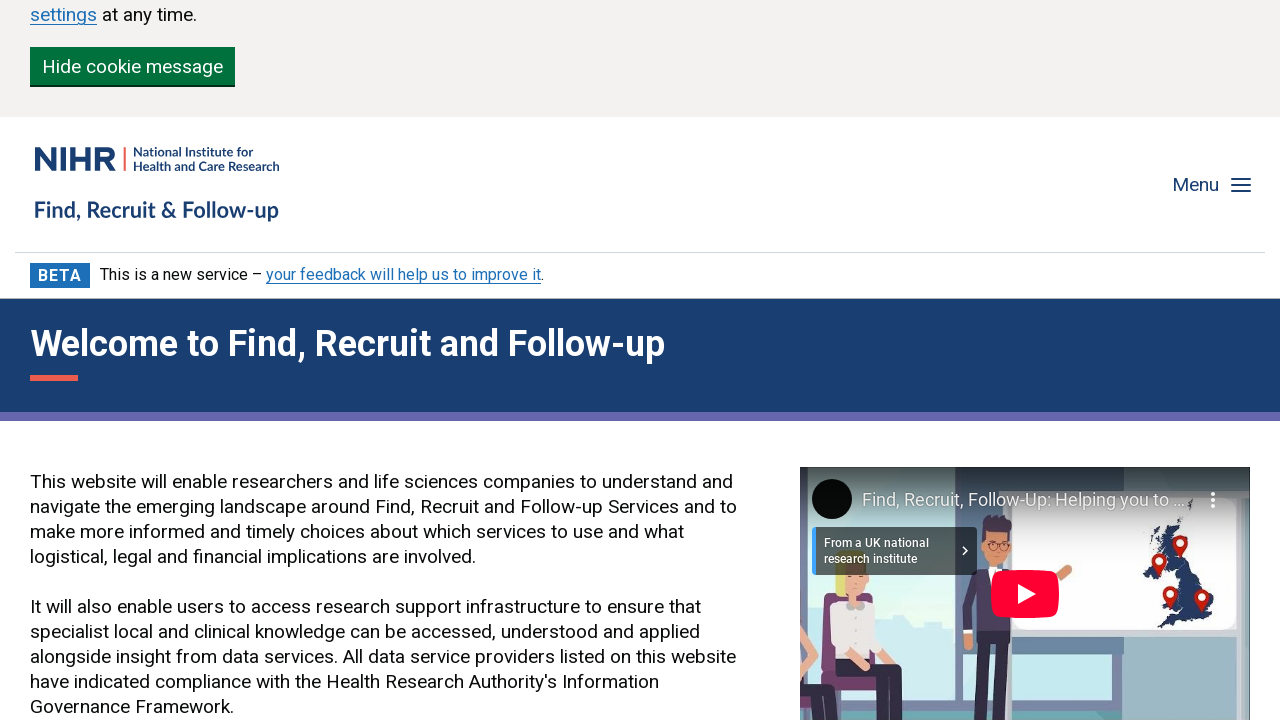 settings at any time.
Hide cookie message
NIHR | National Institute for
Health and Care Research
Find, Recruit & Follow-up
Menu
BETA This is a new service – your feedback will help us to improve it.
Welcome to Find, Recruit and Follow-up
This website will enable researchers and life sciences companies to understand and
navigate the emerging landscape around Find, Recruit and Follow-up Services and to
make more informed and timely choices about which services to use and what
logistical, legal and financial implications are involved.
It will also enable users to access research support infrastructure to ensure that
specialist local and clinical knowledge can be accessed, understood and applied
alongside insight from data services. All data service providers listed on this website
have indicated compliance with the Health Research Authority's Information
Governance Framework.
Find, Recruit, Follow-Up: Helping you to ...
From a UK national
research institute